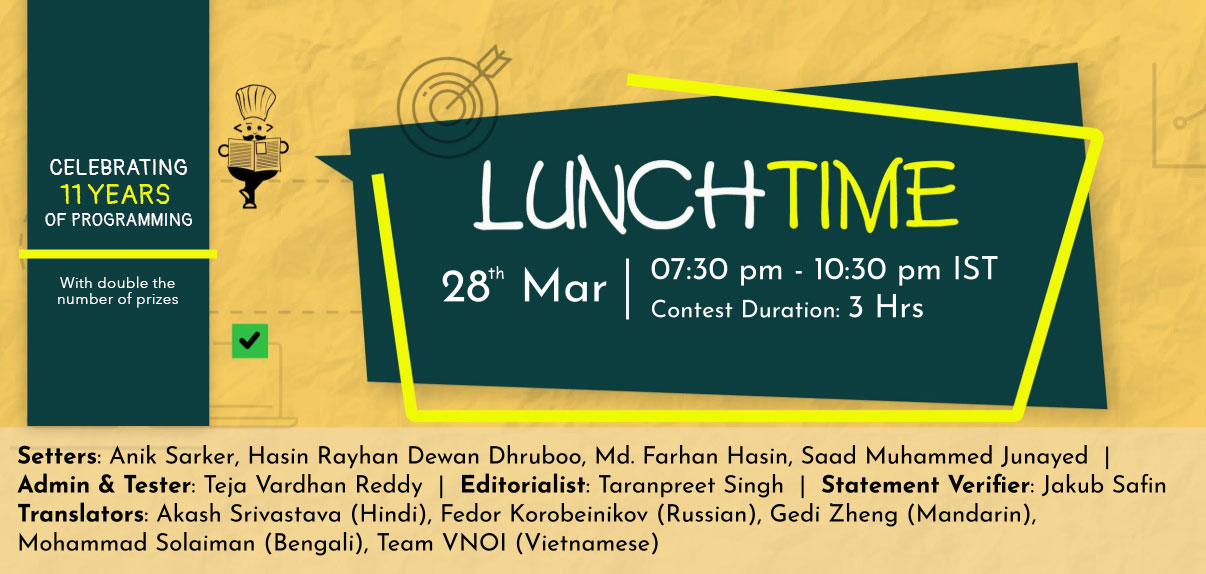 CELEBRATING
11 YEARS
OF PROGRAMMING
With double the
number of prizes
LUNCHTIME
28th Mar
07:30 pm - 10:30 pm IST
Contest Duration: 3 Hrs
Setters: Anik Sarker, Hasin Rayhan Dewan Dhruboo, Md. Farhan Hasin, Saad Muhammed Junayed |
Admin & Tester: Teja Vardhan Reddy | Editorialist: Taranpreet Singh | Statement Verifier: Jakub Safin
Translators: Akash Srivastava (Hindi), Fedor Korobeinikov (Russian), Gedi Zheng (Mandarin),
Mohammad Solaiman (Bengali), Team VNOI (Vietnamese)